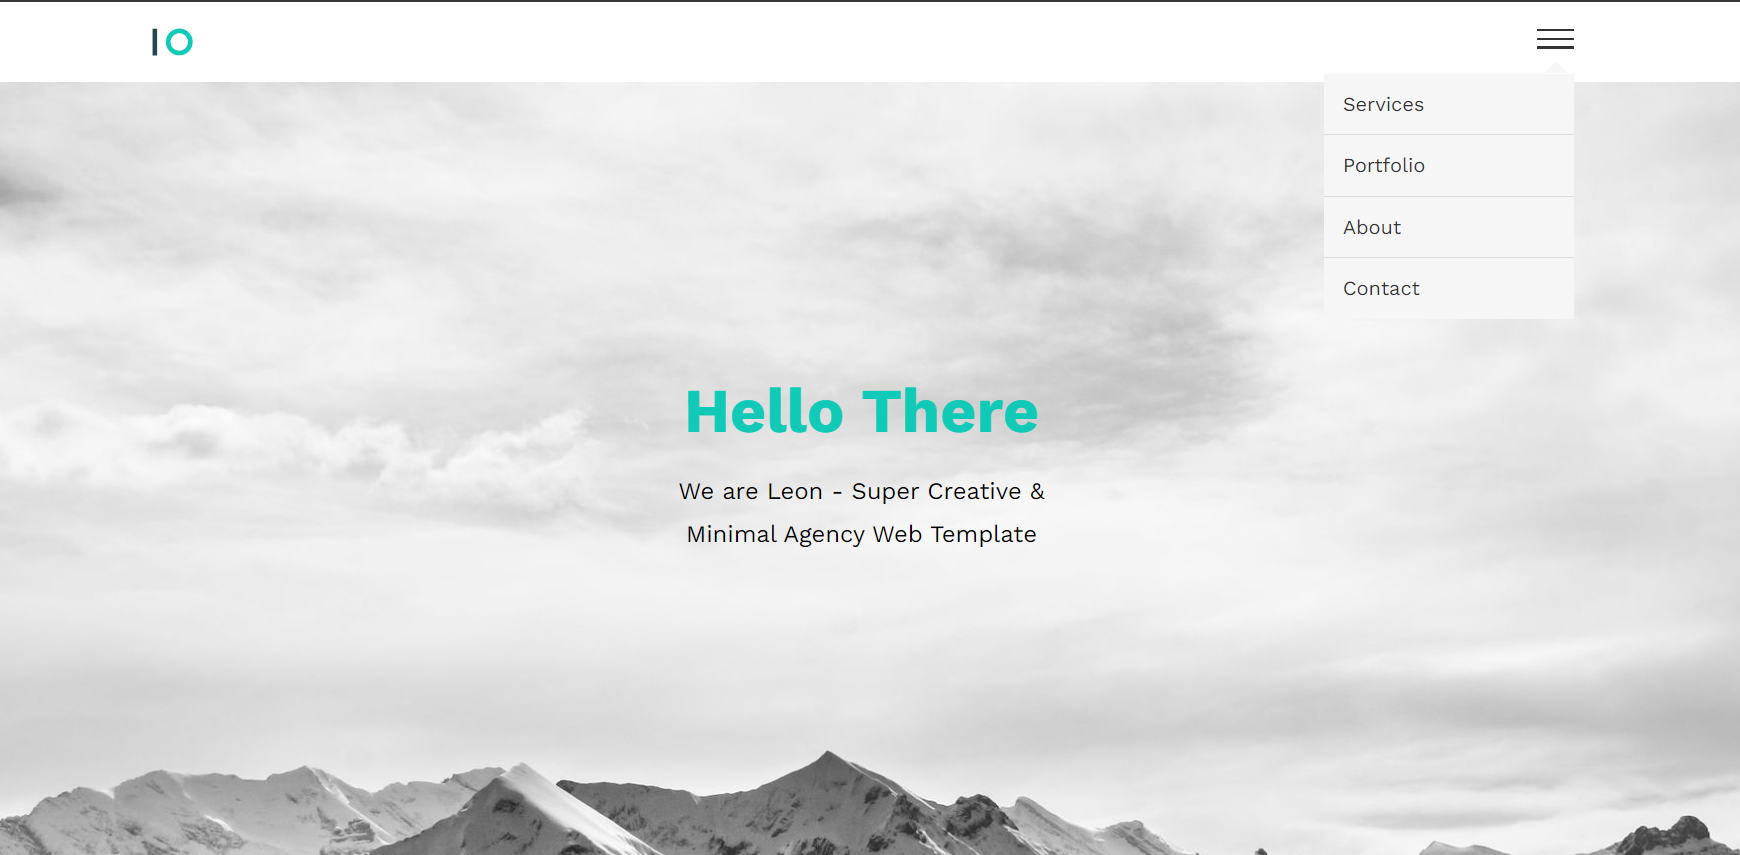 IO
Services
Portfolio
About
Contact
Hello There
We are Leon - Super Creative &
Minimal Agency Web Template